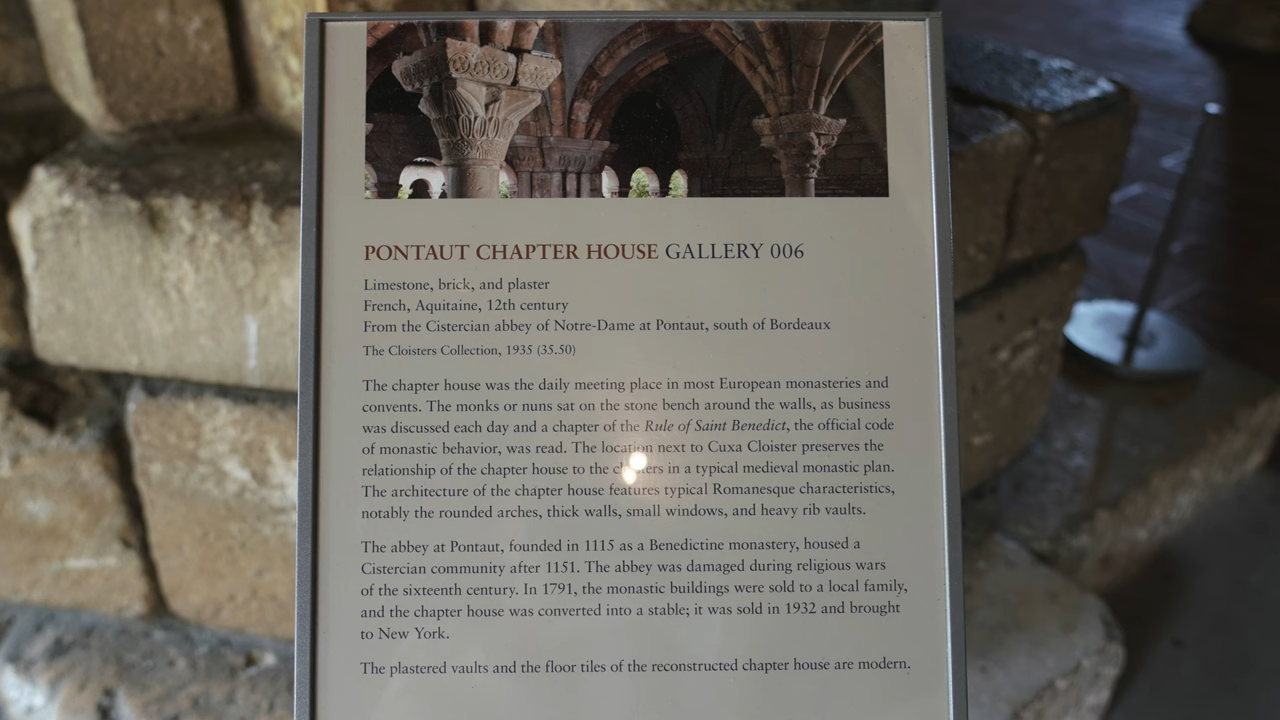 PONTAUT CHAPTER HOUSE GALLERY 006
Limestone, brick, and plaster
French, Aquitaine, 12th century
From the Cistercian abbey of Notre-Dame at Pontaut, south of Bordeaux
The Cloisters Collection, 1935 (35.50)
The chapter house was the daily meeting place in most European monasteries and
convents. The monks or nuns sat on the stone bench around the walls, as business
was discussed each day and a chapter of the Rule of Saint Benedict, the official code
of monastic behavior, was read. The location next to Cuxa Cloister preserves the
relationship of the chapter house to the in a typical medieval monastic plan.
The architecture of the chapter house features typical Romanesque characteristics,
notably the rounded arches, thick walls, small windows, and heavy rib vaults.
The abbey at Pontaut, founded in 1115 as a Benedictine monastery, housed a
Cistercian community after 1151. The abbey was damaged during religious wars
of the sixteenth century. In 1791, the monastic buildings were sold to a local family,
and the chapter house was converted into a stable; it was sold in 1932 and brought
to New York.
The plastered vaults and the floor tiles of the reconstructed chapter house are modern.